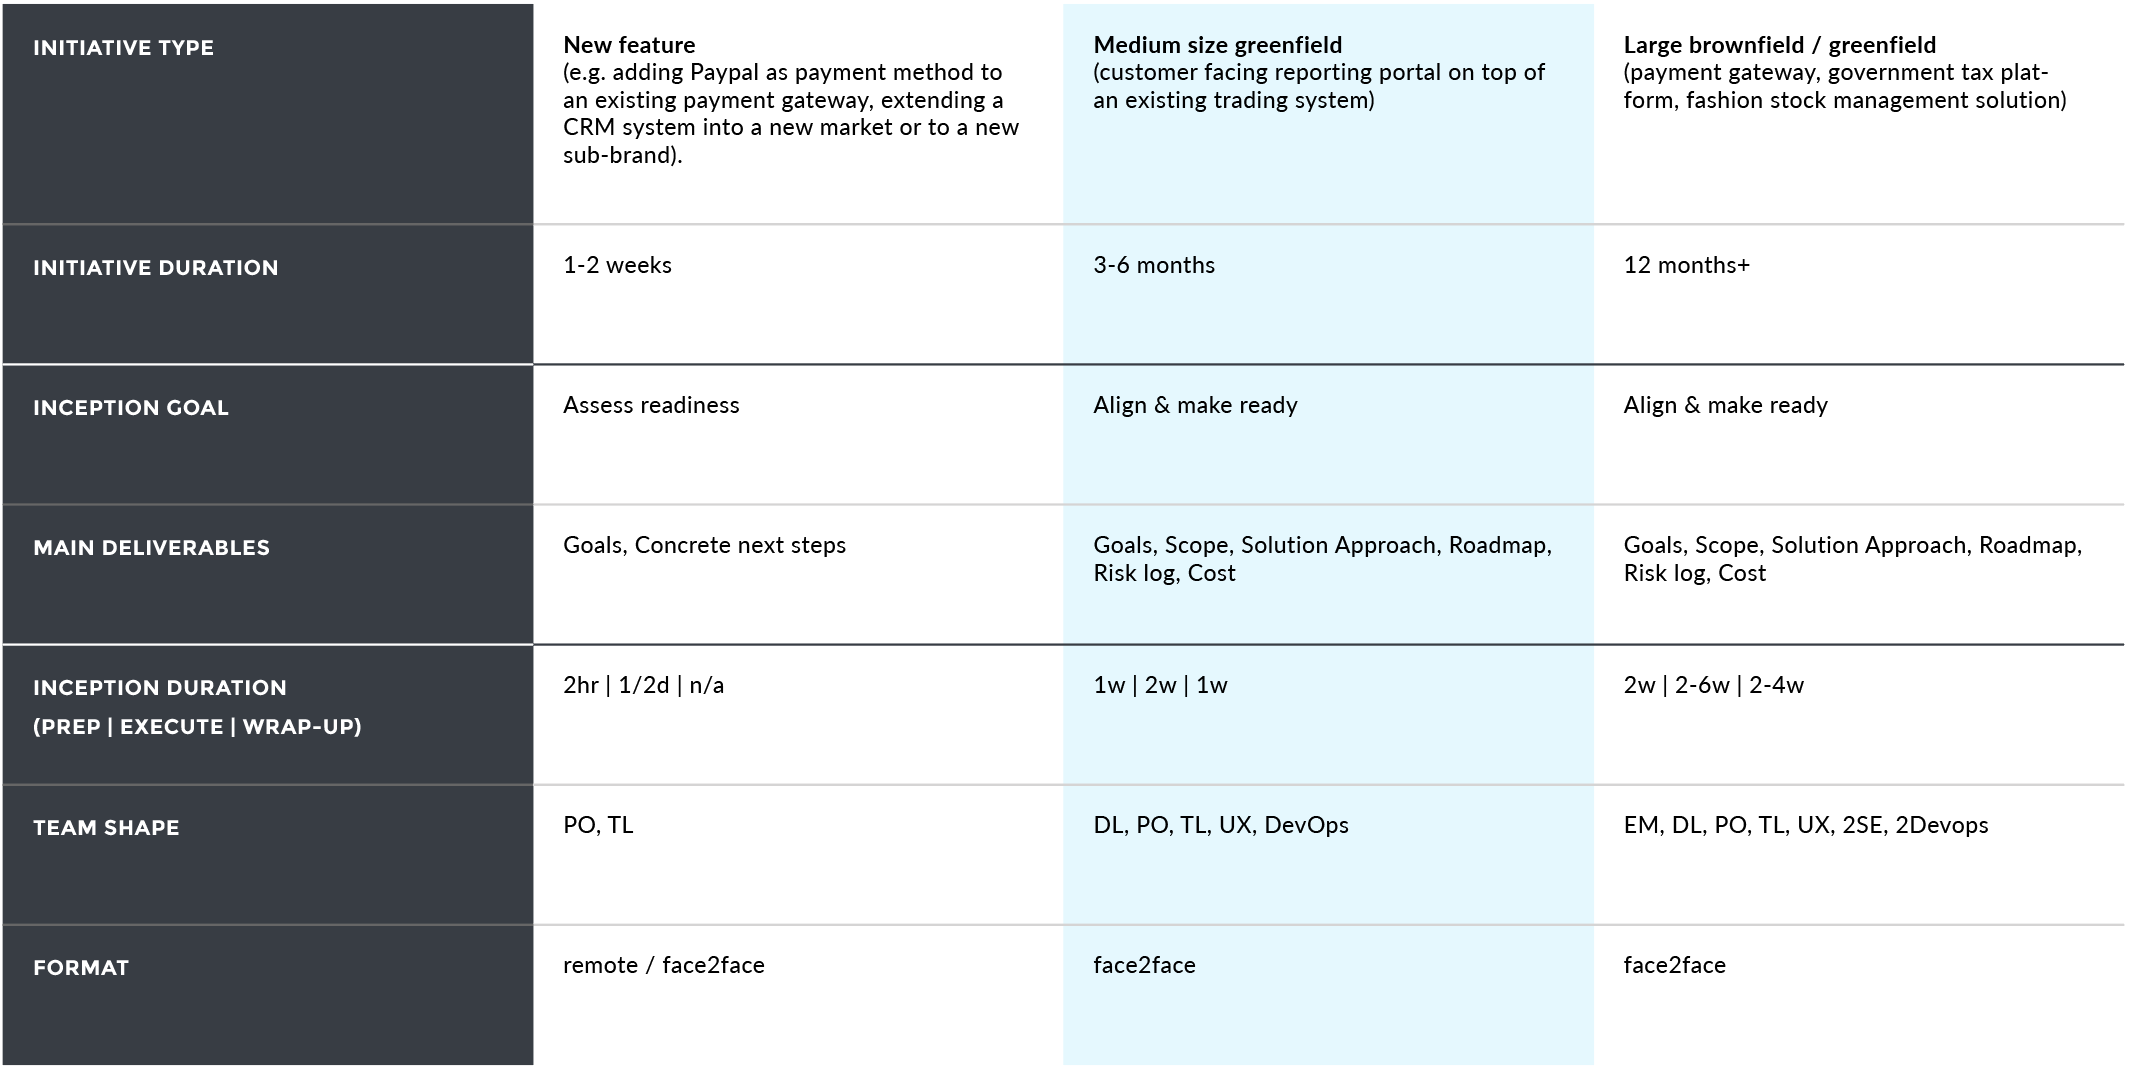 INITIATIVE TYPE
New feature
(e.g. adding Paypal as payment method to
an existing payment gateway, extending a
CRM system into a new market or to a new
sub-brand).
Medium size greenfield
(customer facing reporting portal on top of
an existing trading system)
Large brownfield / greenfield
(payment gateway, government tax plat-
form, fashion stock management solution)
INITIATIVE DURATION
1-2 weeks
3-6 months
12 months+
INCEPTION GOAL
Assess readiness
Align & make ready
Align & make ready
MAIN DELIVERABLES
Goals, Concrete next steps
Goals, Scope, Solution Approach, Roadmap,
Risk log, Cost
Goals, Scope, Solution Approach, Roadmap,
Risk log, Cost
INCEPTION DURATION
(PREP | EXECUTE | WRAP-UP)
2hr | 1/2d | n/a
1w | 2w | 1w
2w | 2-6w | 2-4w
TEAM SHAPE
PO, TL
DL, PO, TL, UX, DevOps
EM, DL, PO, TL, UX, 2SE, 2Devops
FORMAT
remote / face2face
face2face
face2face